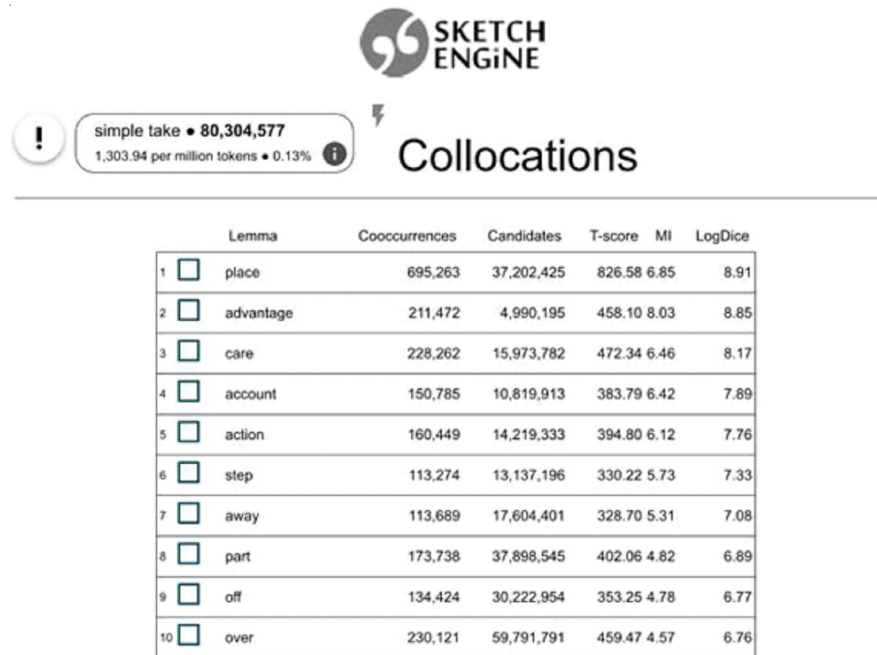 SKETCH
ENGiNE
!
simple take • 80,304,577
1,303.94 per million tokens • 0.13% i
Collocations
Lemma Cooccurrences Candidates T-score MI LogDice
1 place 695,263 37,202,425 826.58 6.85 8.91
2 advantage 211,472 4,990,195 458.10 8.03 8.85
3 care 228,262 15,973,782 472.34 6.46 8.17
4 account 150,785 10,819,913 383.79 6.42 7.89
5 action 160,449 14,219,333 394.80 6.12 7.76
6 step 113,274 13,137,196 330.22 5.73 7.33
7 away 113,689 17,604,401 328.70 5.31 7.08
8 part 173,738 37,898,545 402.06 4.82 6.89
9 off 134,424 30,222,954 353.25 4.78 6.77
10 over 230,121 59,791,791 459.47 4.57 6.76